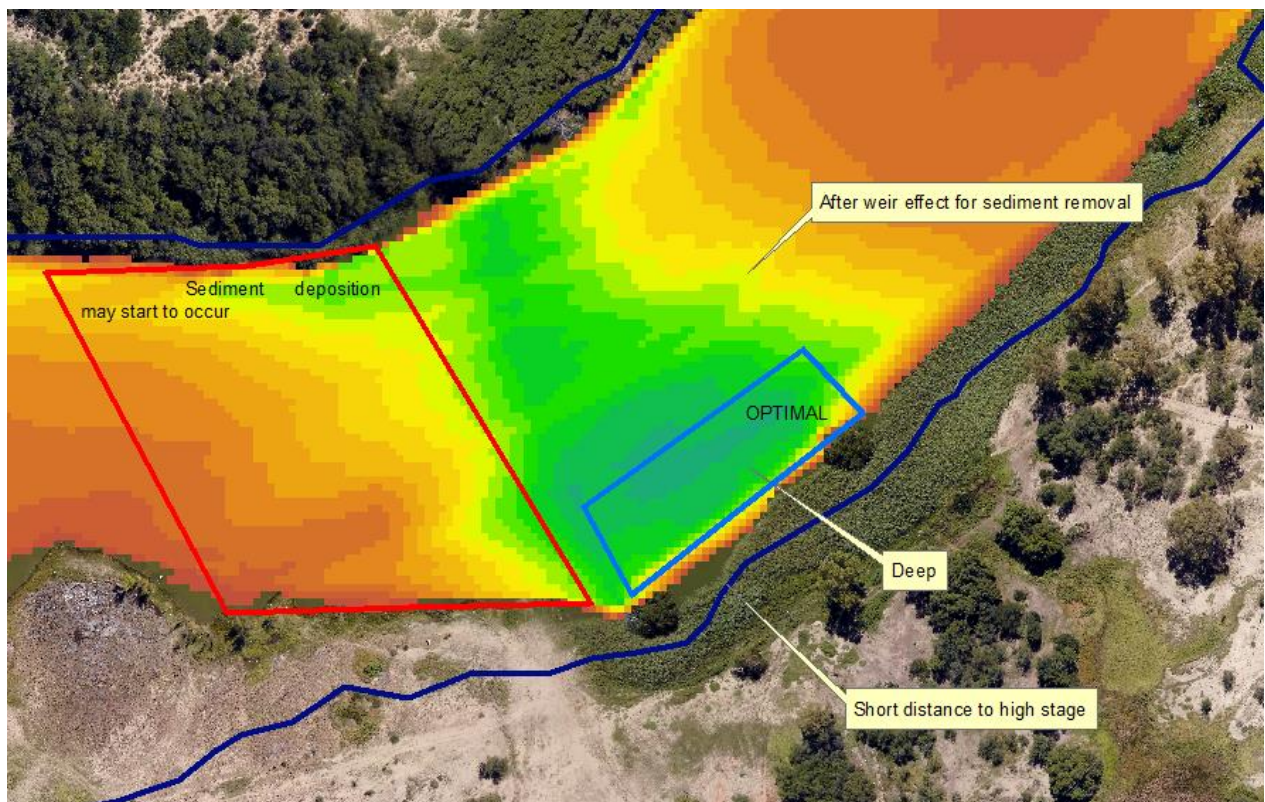 After weir effect for sediment removal
Sediment deposition
may start to occur
OPTIMAL
Deep
Short distance to high stage